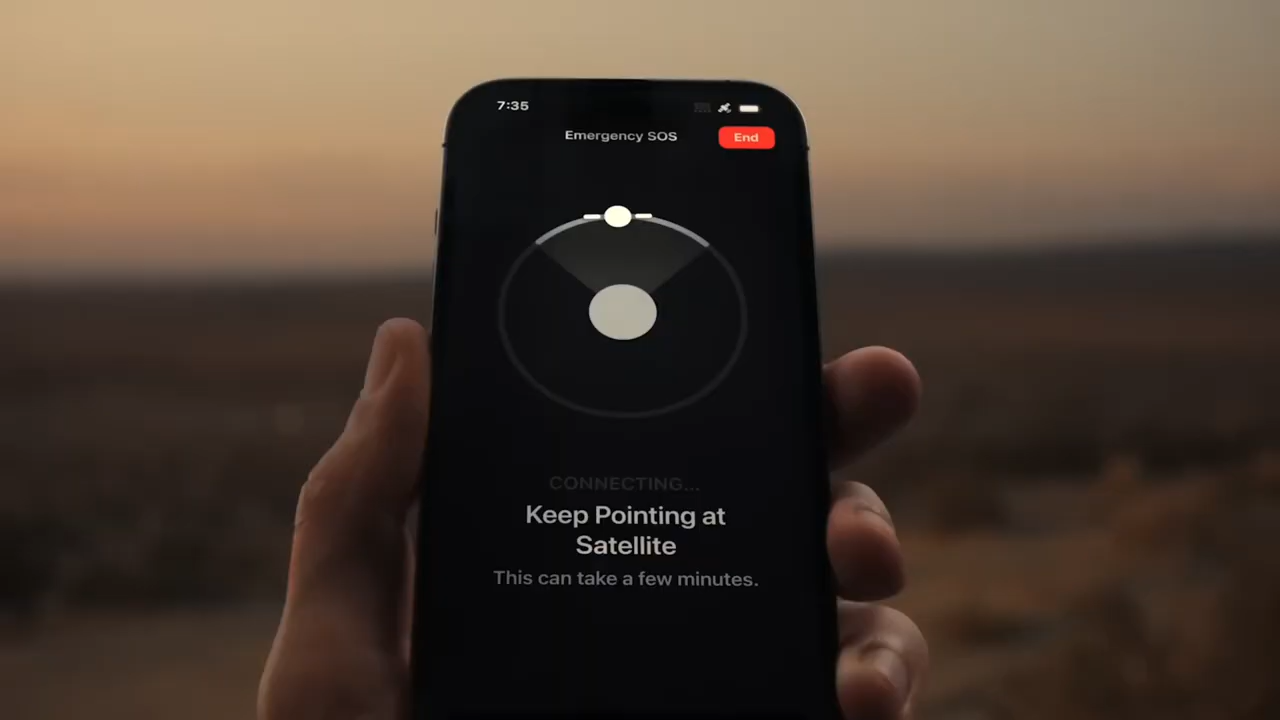 7:35
Emergency SOS
End
CONNECTING...
Keep Pointing at
Satellite
This can take a few minutes.